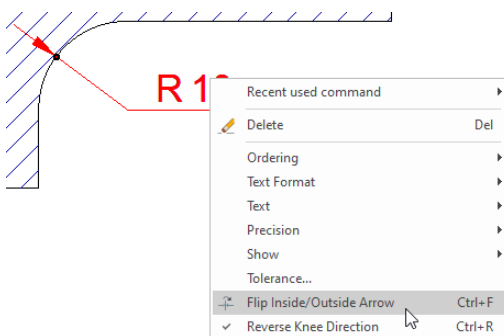 R 1
Recent used command
Delete Del
Ordering
Text Format
Text
Precision
Show
Tolerance...
Flip Inside/Outside Arrow Ctrl+F
Reverse Knee Direction Ctrl+R